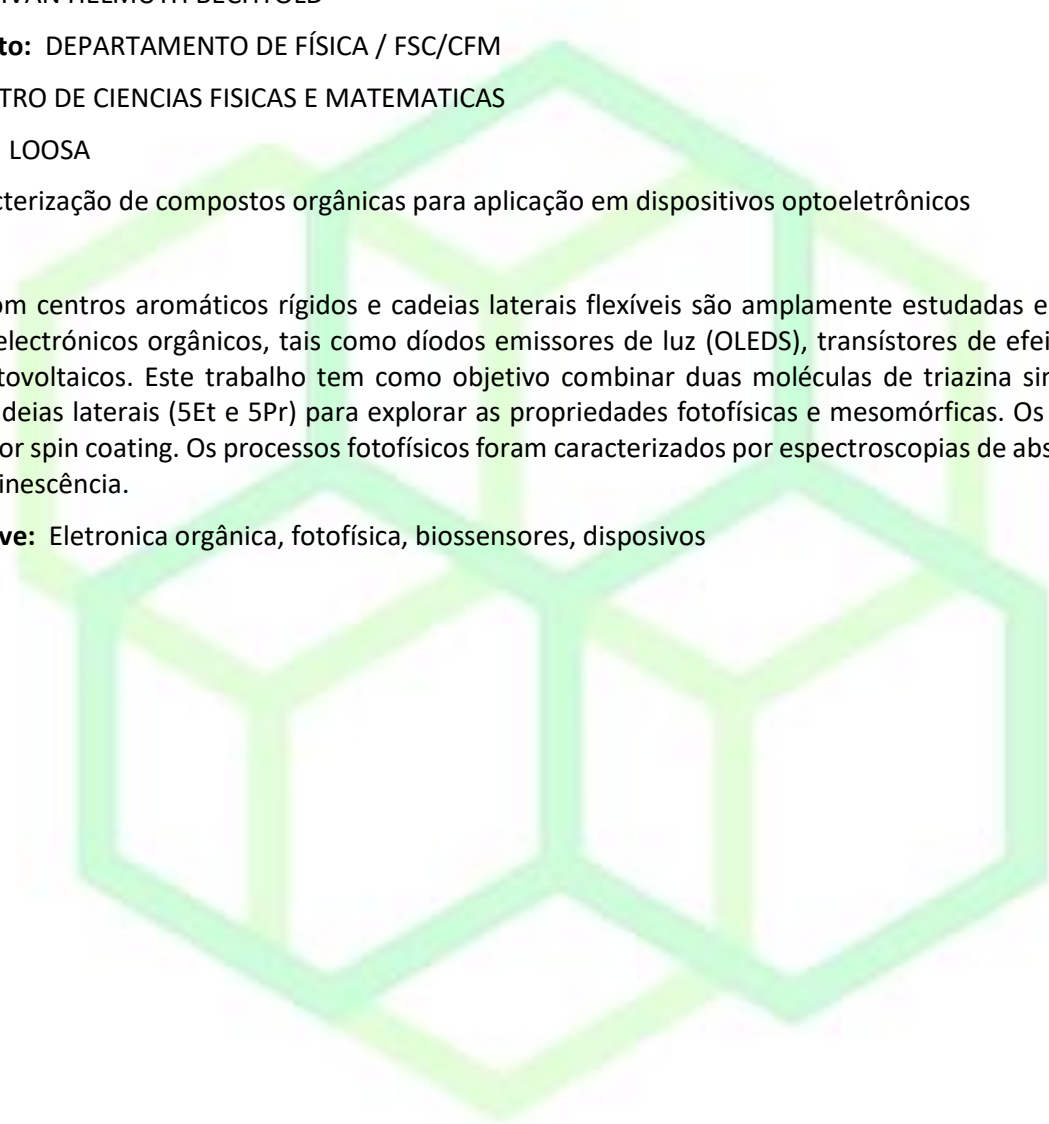 IVAN HELMUTH BECHTOLD
to: DEPARTAMENTO DE FÍSICA / FSC/CFM
TRO DE CIENCIAS FISICAS E MATEMATICAS
LOOSA
cterização de compostos orgânicas para aplicação em dispositivos optoeletrônicos
om centros aromáticos rígidos e cadeias laterais flexíveis são amplamente estudadas e
electrónicos orgânicos, tais como díodos emissores de luz (OLEDS), transístores de efei
tovoltaicos. Este trabalho tem como objetivo combinar duas moléculas de triazina sin
deias laterais (5Et e 5Pr) para explorar as propriedades fotofísicas e mesomórficas. Os
or spin coating. Os processos fotofísicos foram caracterizados por espectroscopias de abs
inescência.
ve: Eletronica orgânica, fotofísica, biossensores, disposivos